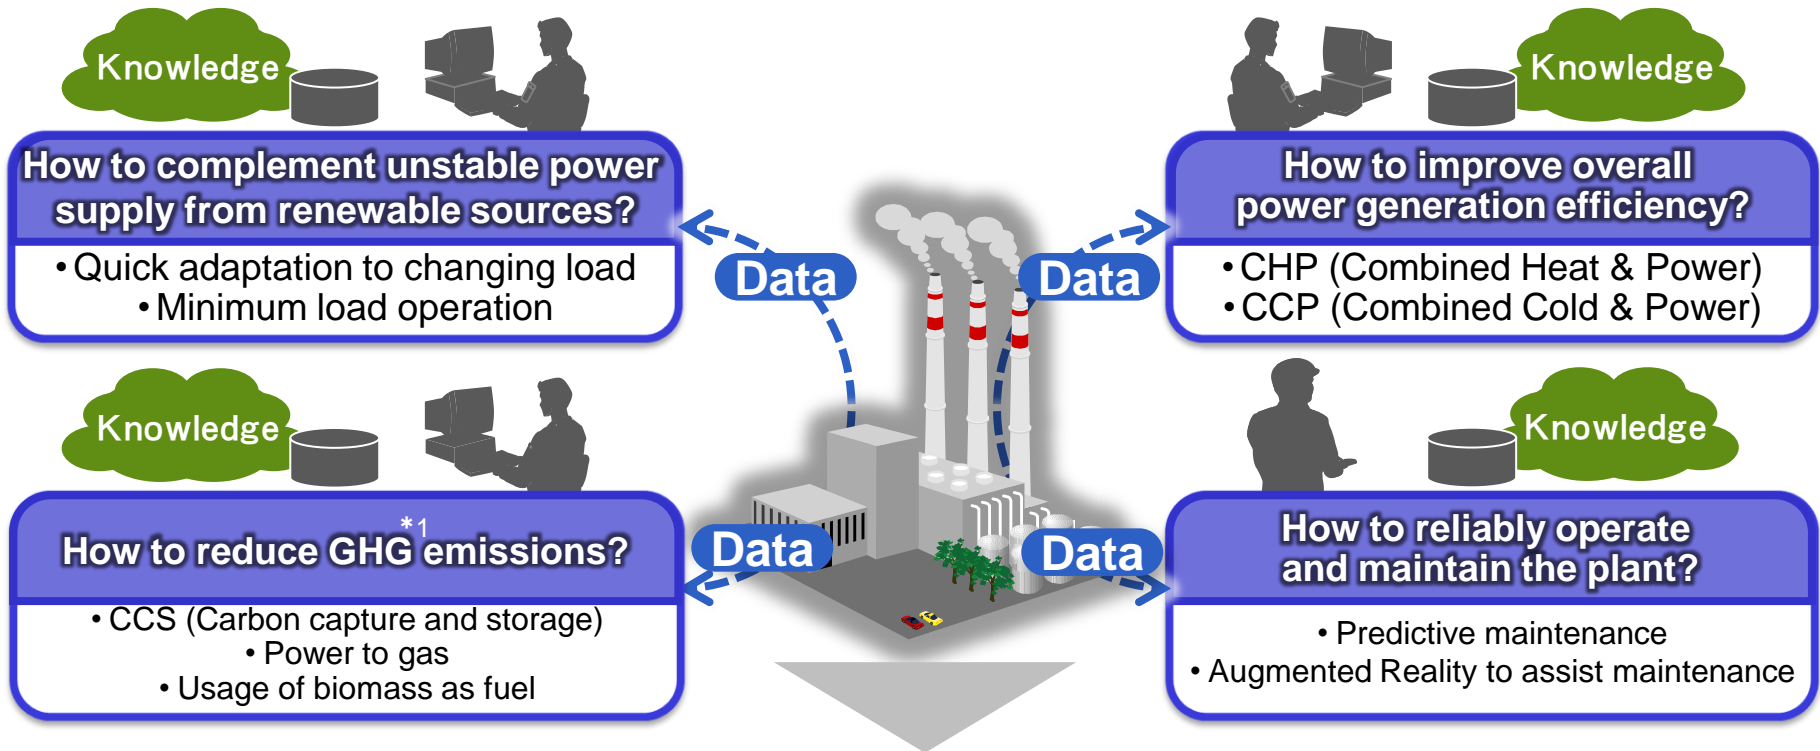 Knowledge
How to complement unstable power
supply from renewable sources?
• Quick adaptation to changing load
• Minimum load operation
Knowledge
How to improve overall
power generation efficiency?
• CHP (Combined Heat & Power)
• CCP (Combined Cold & Power)
Data
Data
Knowledge
How to reduce GHG*1 emissions?
• CCS (Carbon capture and storage)
• Power to gas
• Usage of biomass as fuel
Knowledge
How to reliably operate
and maintain the plant?
• Predictive maintenance
• Augmented Reality to assist maintenance
Data
Data